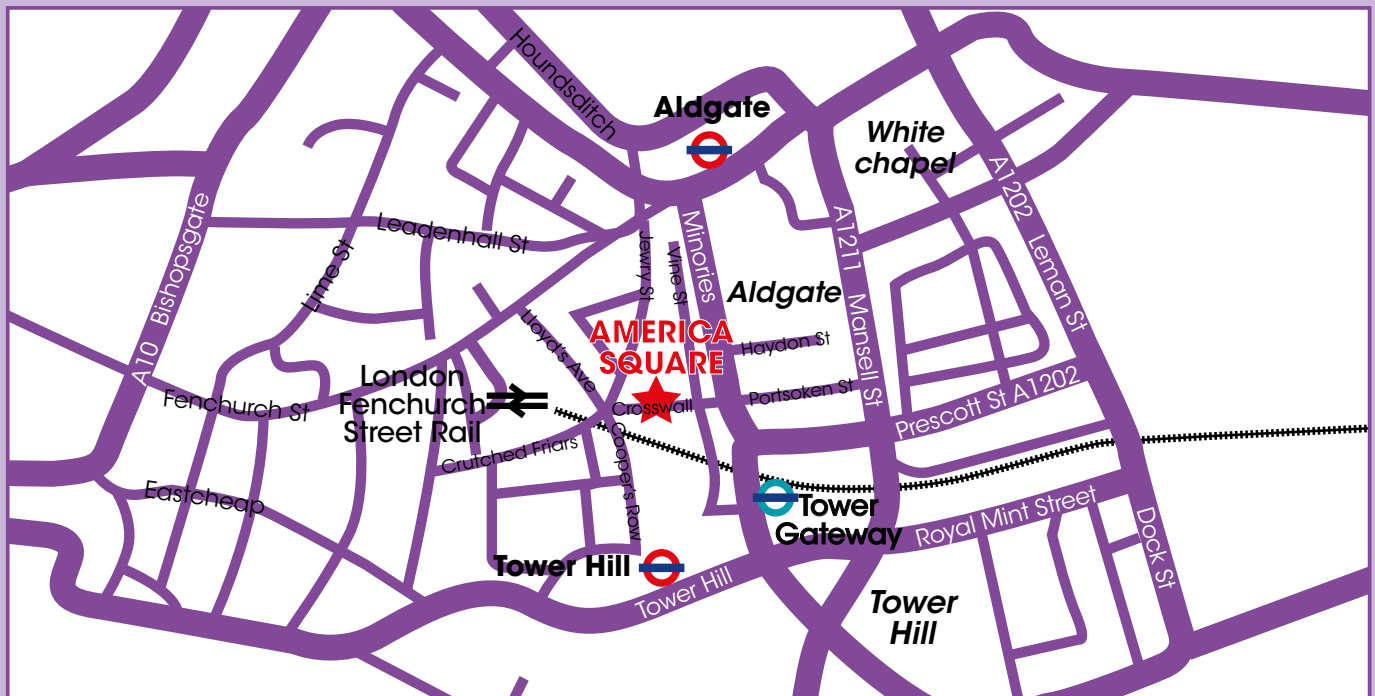 Houndsditch
Aldgate
White
chapel
A10 Bishopsgate
Leadenhall St
Lime St
Jewry St
Vine St
Minories
A1211 Mansell St
A1202 Leman St
Aldgate
Lloyd's Ave
AMERICA
SQUARE
Haydon St
Portsoken St
Prescott St A1202
London
Fenchurch
Street Rail
Fenchurch St
Crosswall
Crutched Friars
Cooper's Row
Eastcheap
Tower
Gateway
Royal Mint Street
Dock St
Tower Hill
Tower Hill
Tower
Hill